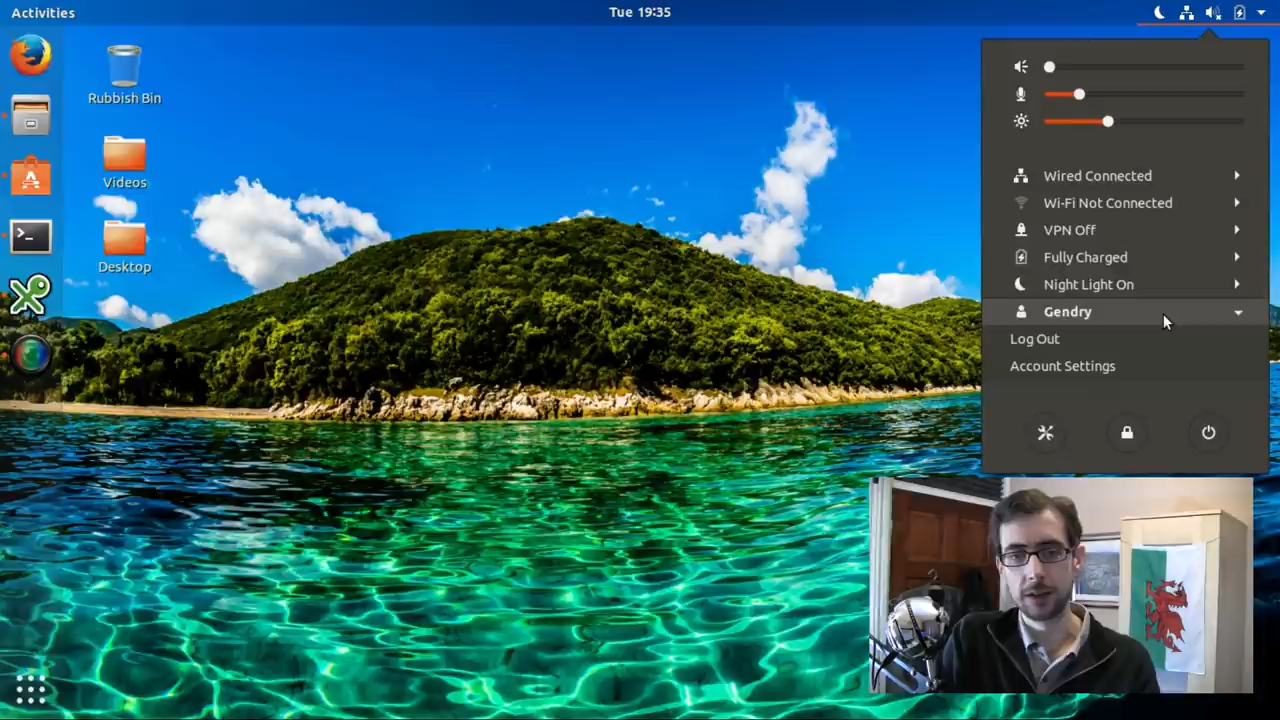 Activities
Tue 19:35
Rubbish Bin
Videos
Desktop
Wired Connected
Wi-Fi Not Connected
VPN Off
Fully Charged
Night Light On
Gendry
Log Out
Account Settings